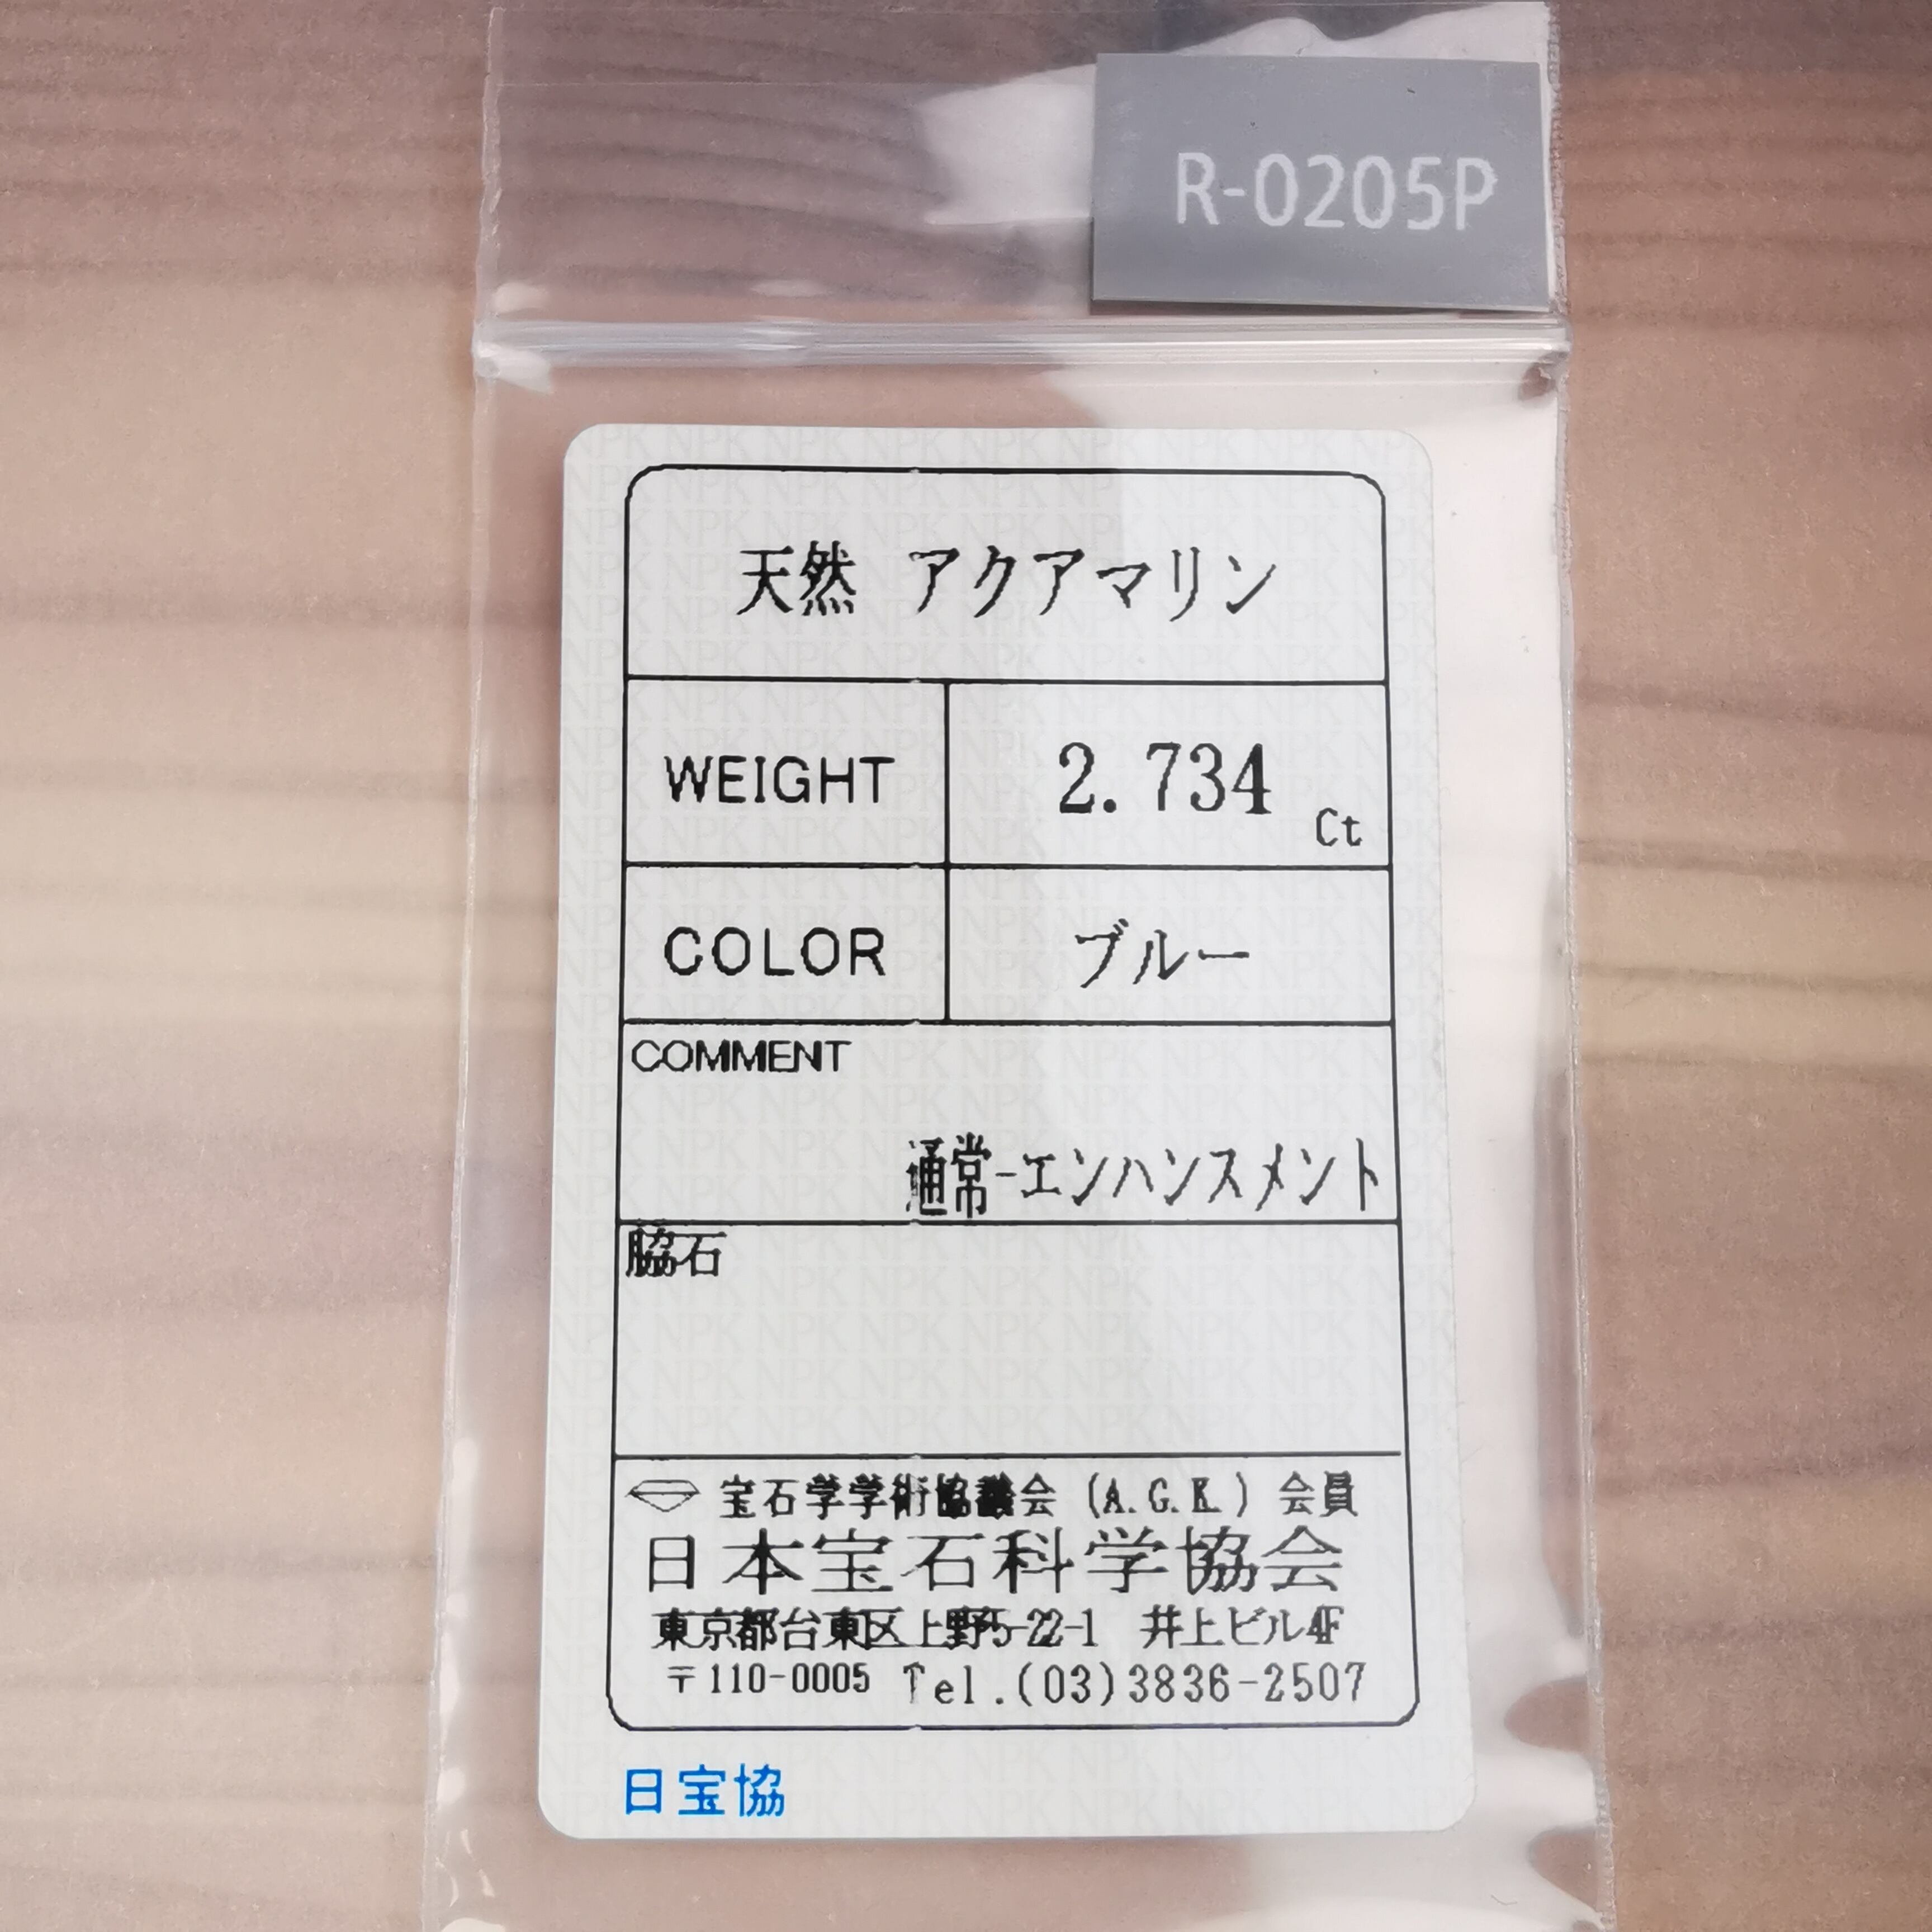 R-0205P
天然 アクアマリン
WEIGHT 2.734 Ct
COLOR ブルー
COMMENT
通常-エンハンスメント
脇石
宝石学学術協議会 (A.G.K.) 会員
日本宝石科学協会
東京都台東区上野5-22-1 井上ビル4F
〒110-0005 Tel.(03)3836-2507
日宝協